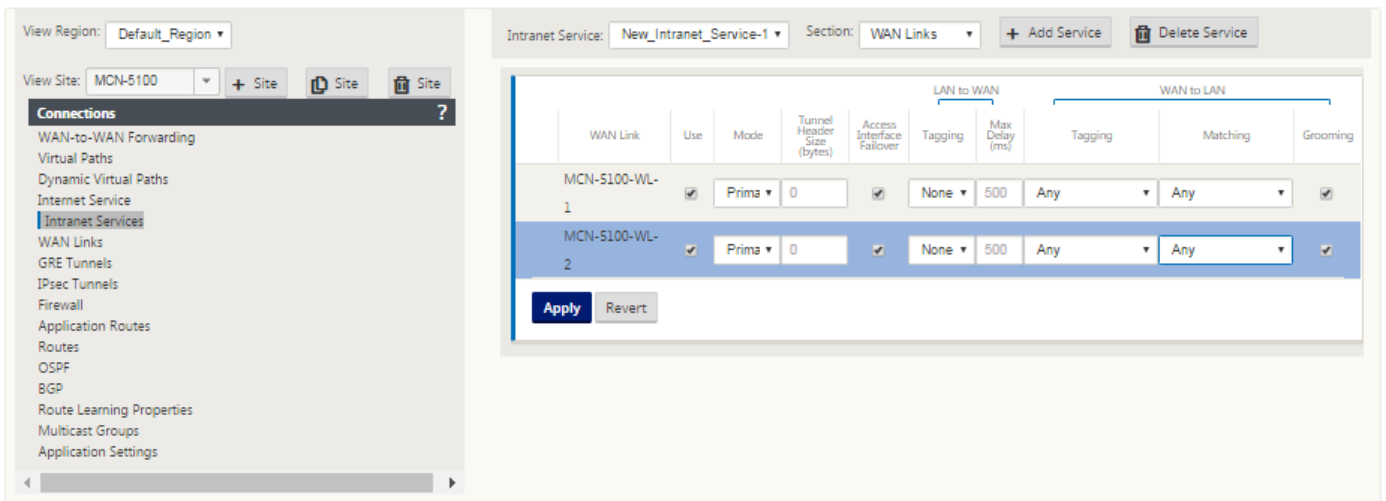 View Region: Default_Region
View Site: MCN-5100 + Site Site Site
Connections ?
WAN-to-WAN Forwarding
Virtual Paths
Dynamic Virtual Paths
Internet Service
Intranet Services
WAN Links
GRE Tunnels
IPsec Tunnels
Firewall
Application Routes
Routes
OSPF
BGP
Route Learning Properties
Multicast Groups
Application Settings
Intranet Service: New_Intranet_Service-1 Section: WAN Links + Add Service Delete Service
LAN to WAN WAN to LAN
WAN Link Use Mode Tunnel Header Size (bytes) Access Interface Failover Tagging Max Delay (ms) Tagging Matching Grooming
MCN-5100-WL-
1 Prima 0 None 500 Any Any
MCN-5100-WL-
2 Prima 0 None 500 Any Any
Apply Revert